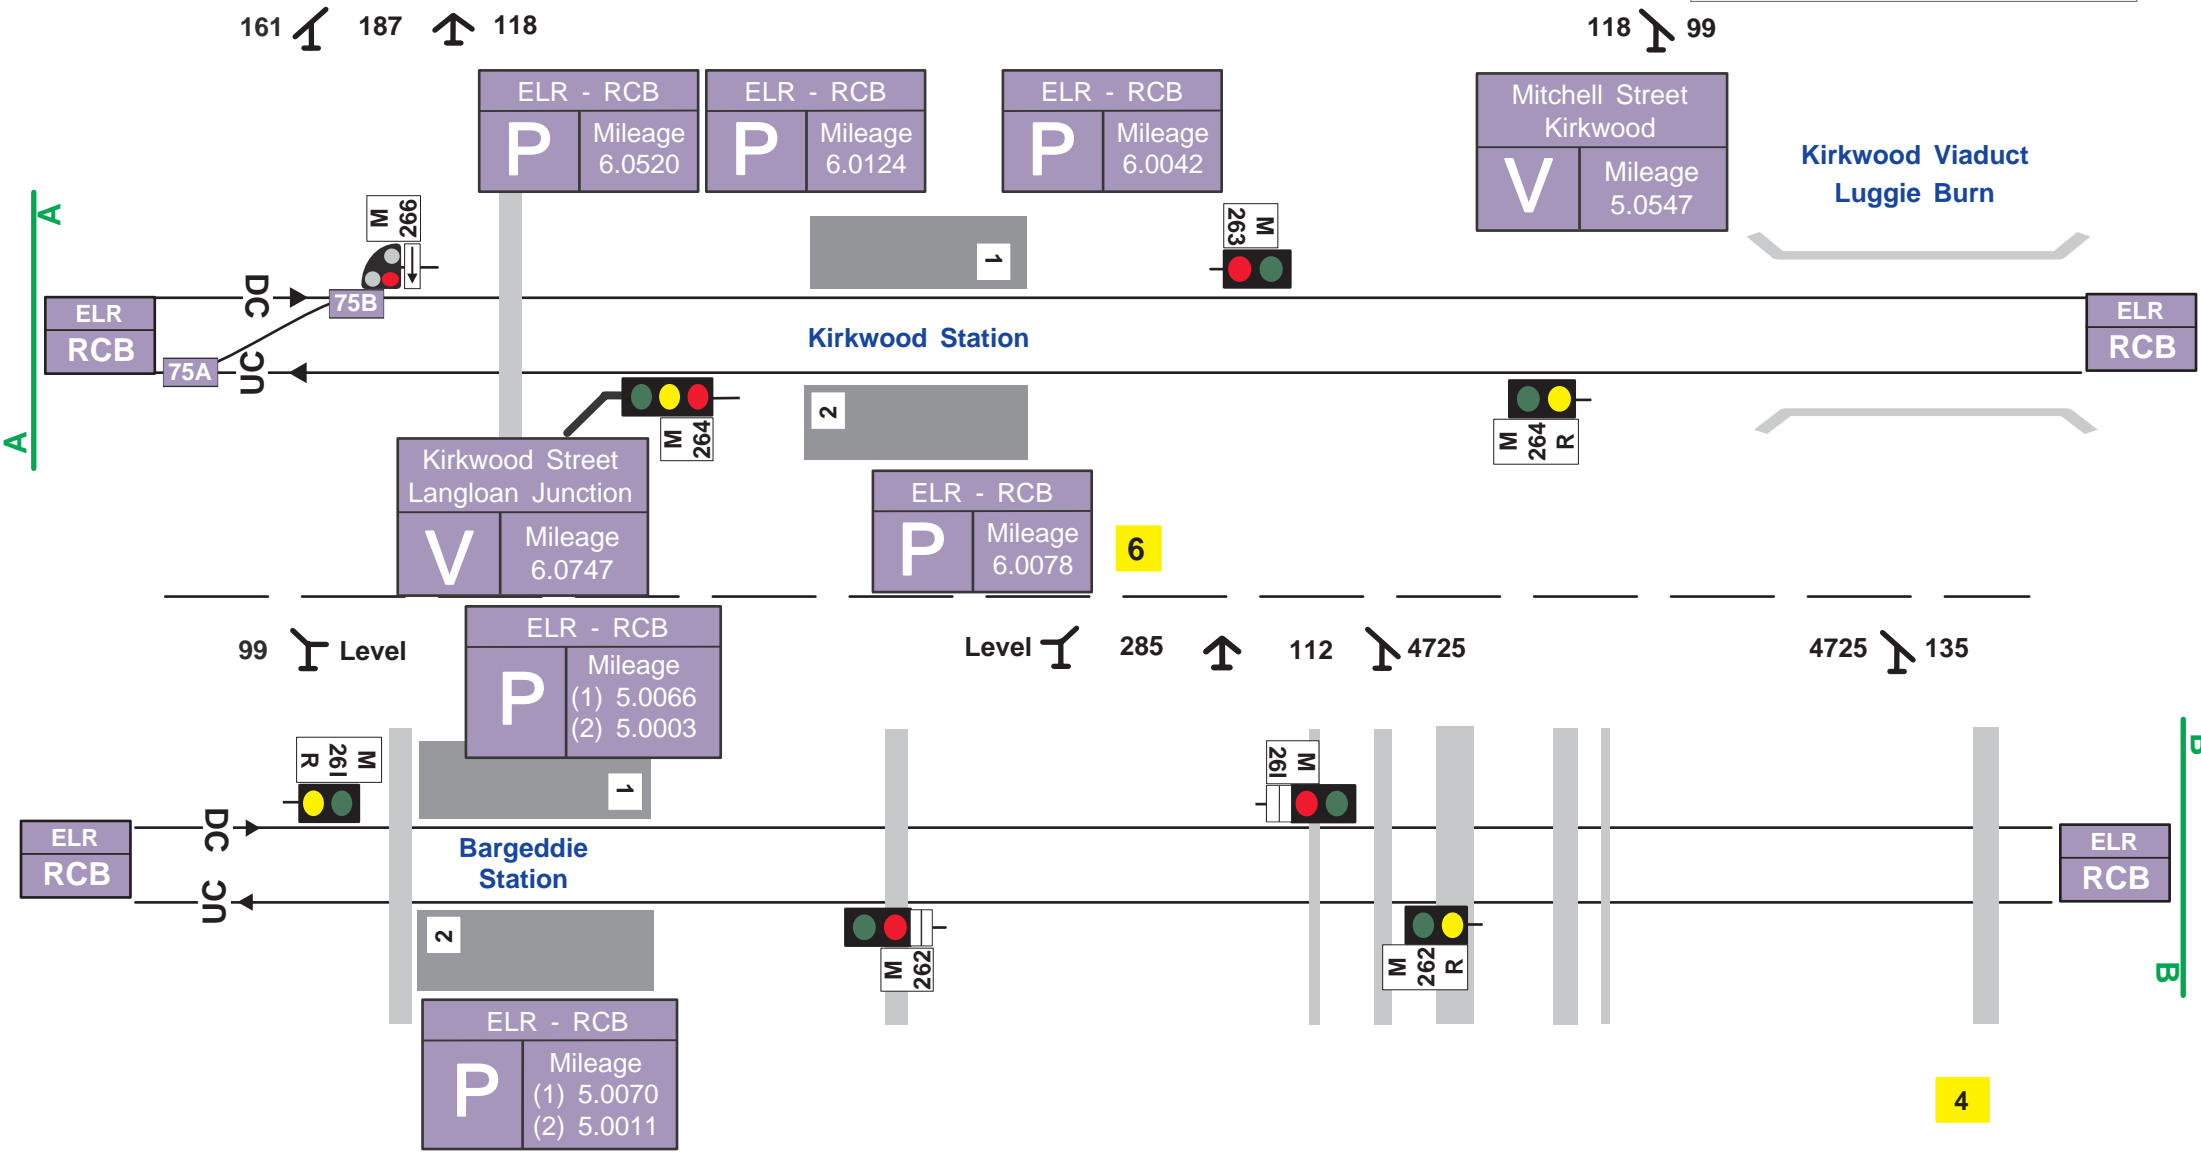 161 187 118
118 99
ELR - RCB
P
Mileage
6.0520
ELR - RCB
P
Mileage
6.0124
ELR - RCB
P
Mileage
6.0042
Mitchell Street
Kirkwood
V
Mileage
5.0547
Kirkwood Viaduct
Luggie Burn
A
A
M
266
1
M
263
DC
75B
ELR
RCB
ELR
RCB
Kirkwood Station
75A
UC
M
264
2
M
264
R
Kirkwood Street
Langloan Junction
V
Mileage
6.0747
ELR - RCB
P
Mileage
6.0078
6
99 Level
ELR - RCB
P
Mileage
(1) 5.0066
(2) 5.0003
Level 285 112 4725
4725 135
M
261
R
1
M
261
B
DC
ELR
RCB
Bargeddie
Station
ELR
RCB
UC
2
M
262
M
262
R
B
ELR - RCB
P
Mileage
(1) 5.0070
(2) 5.0011
4